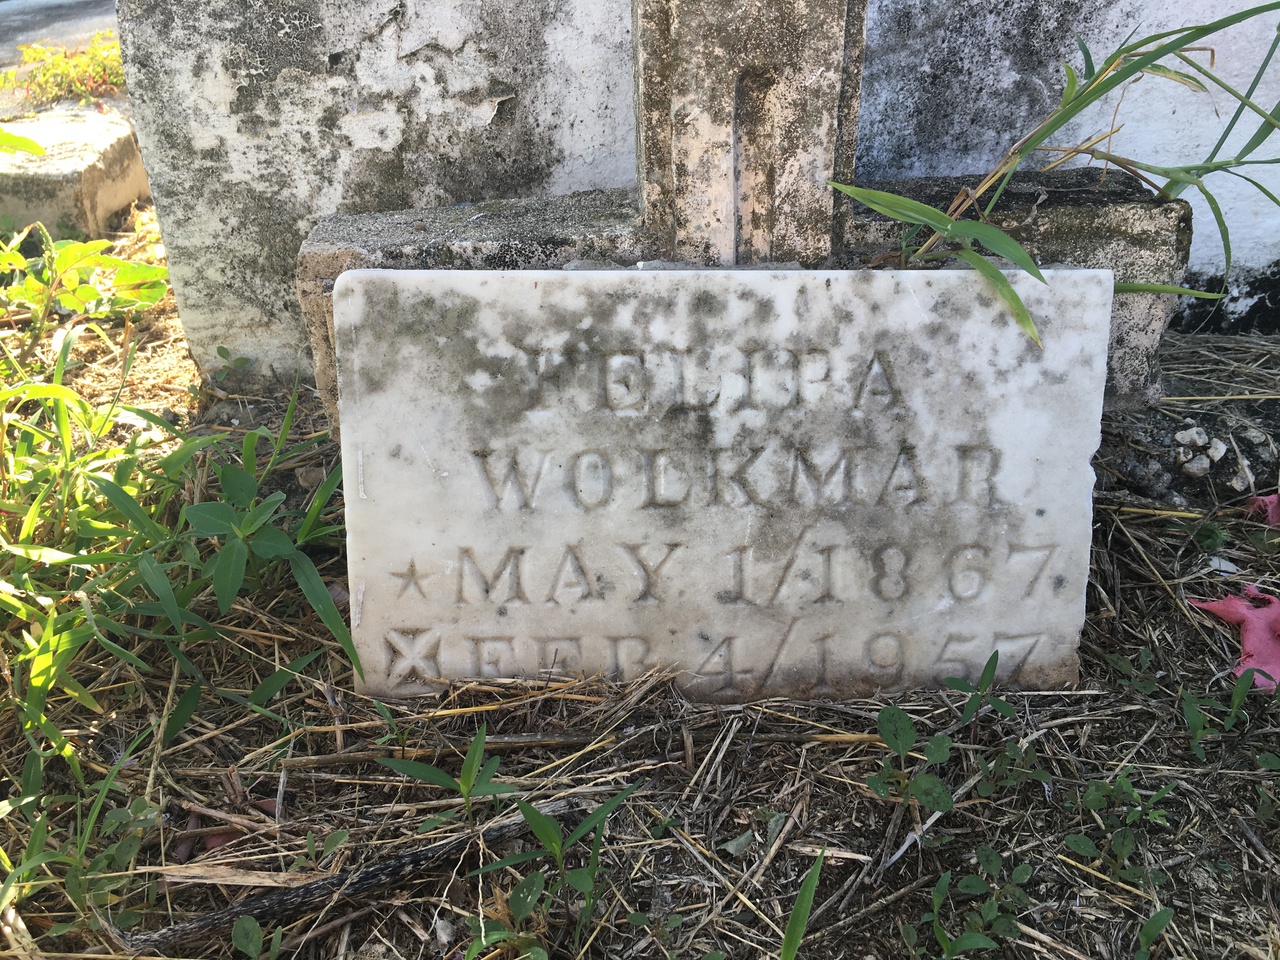 FELIPA
WOLKMAR
★ MAY 1/1867
FEB 4/1957